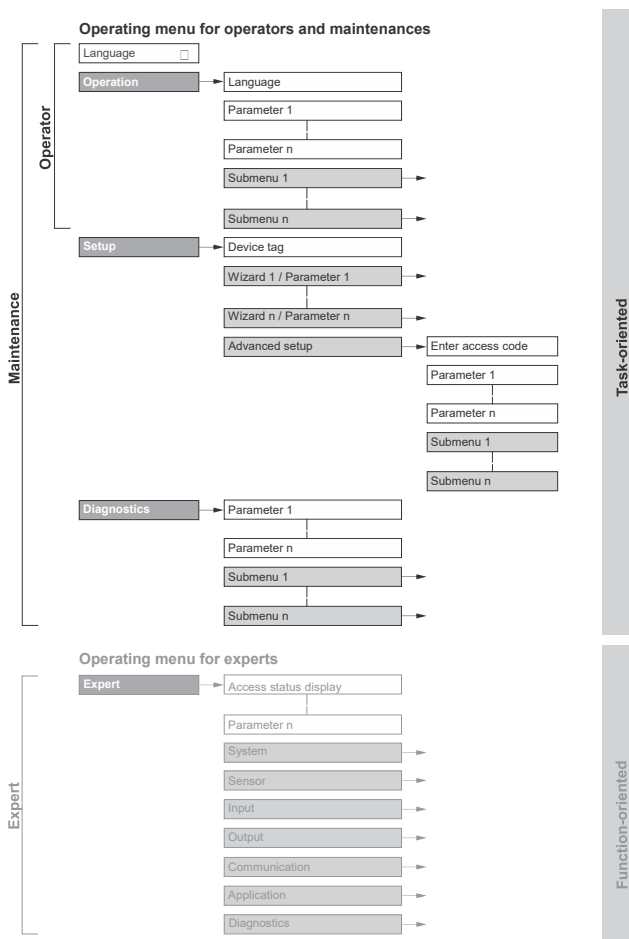 Operating menu for operators and maintenances
Language
Operation
Language
Parameter 1
Parameter n
Submenu 1
Submenu n
Setup
Device tag
Wizard 1 / Parameter 1
Wizard n / Parameter n
Advanced setup
Enter access code
Parameter 1
Parameter n
Submenu 1
Submenu n
Diagnostics
Parameter 1
Parameter n
Submenu 1
Submenu n
Operator
Maintenance
Task-oriented
Operating menu for experts
Expert
Access status display
Parameter n
System
Sensor
Input
Output
Communication
Application
Diagnostics
Expert
Function-oriented